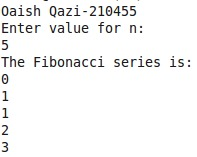 Oaish Qazi-210455
Enter value for n:
5
The Fibonacci series is:
0
1
1
2
3